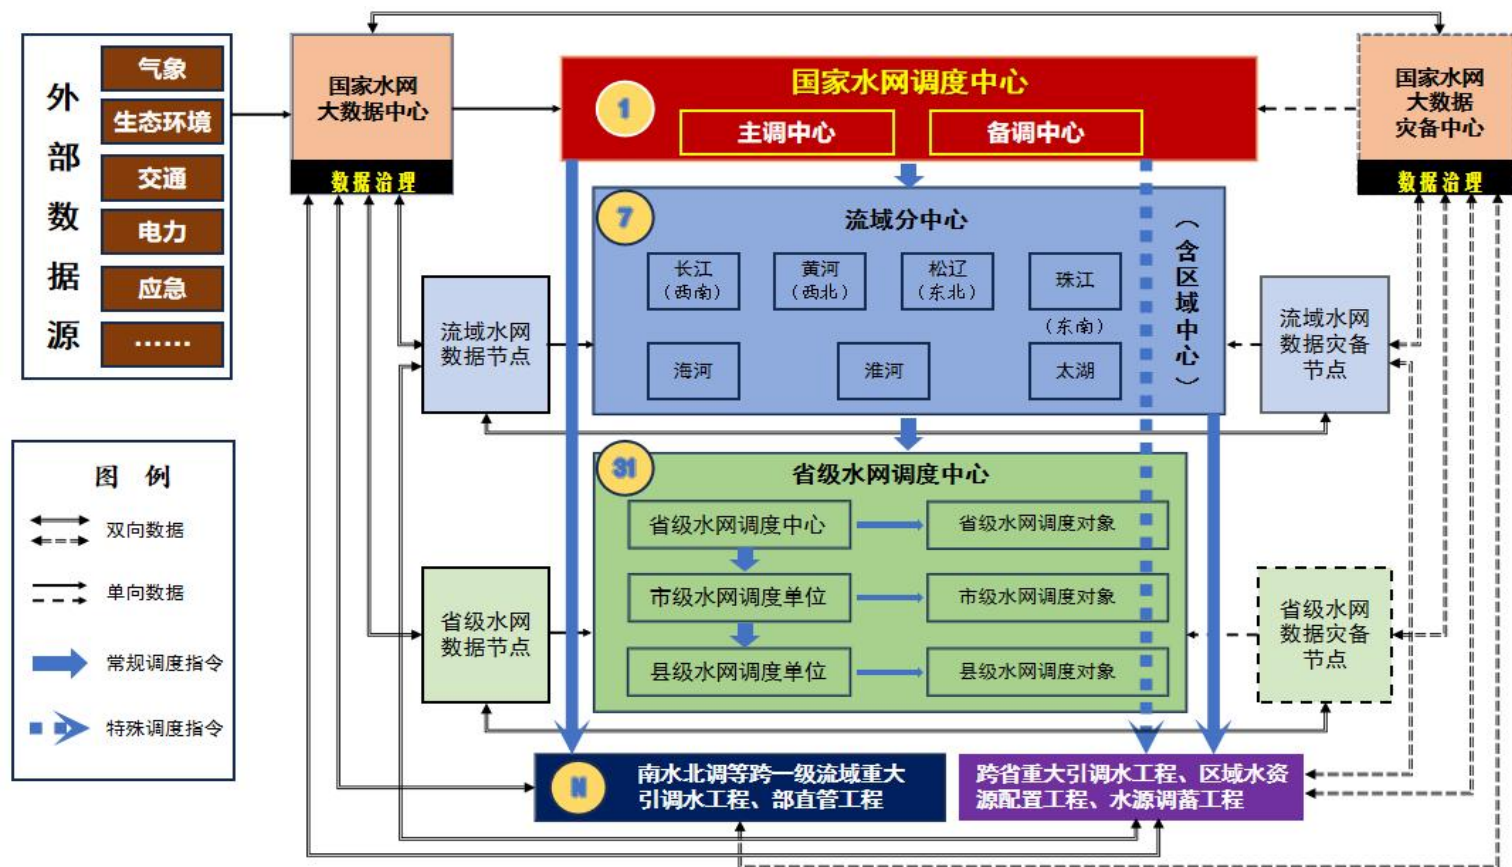 外部数据源
气象
生态环境
交通
电力
应急
……
国家水网
大数据中心
数据治理
国家水网调度中心
1
主调中心
备调中心
国家水网
大数据
灾备中心
数据治理
7
流域分中心
（含区域中心）
长江
（西南）
黄河
（西北）
松辽
（东北）
珠江
（东南）
海河
淮河
太湖
流域水网
数据节点
流域水网
数据灾备
节点
31
省级水网调度中心
省级水网调度中心
省级水网调度对象
市级水网调度单位
市级水网调度对象
县级水网调度单位
县级水网调度对象
省级水网
数据节点
省级水网
数据灾备
节点
图 例
双向数据
单向数据
常规调度指令
特殊调度指令
N
南水北调等跨一级流域重大
引调水工程、部直管工程
跨省重大引调水工程、区域水资
源配置工程、水源调蓄工程